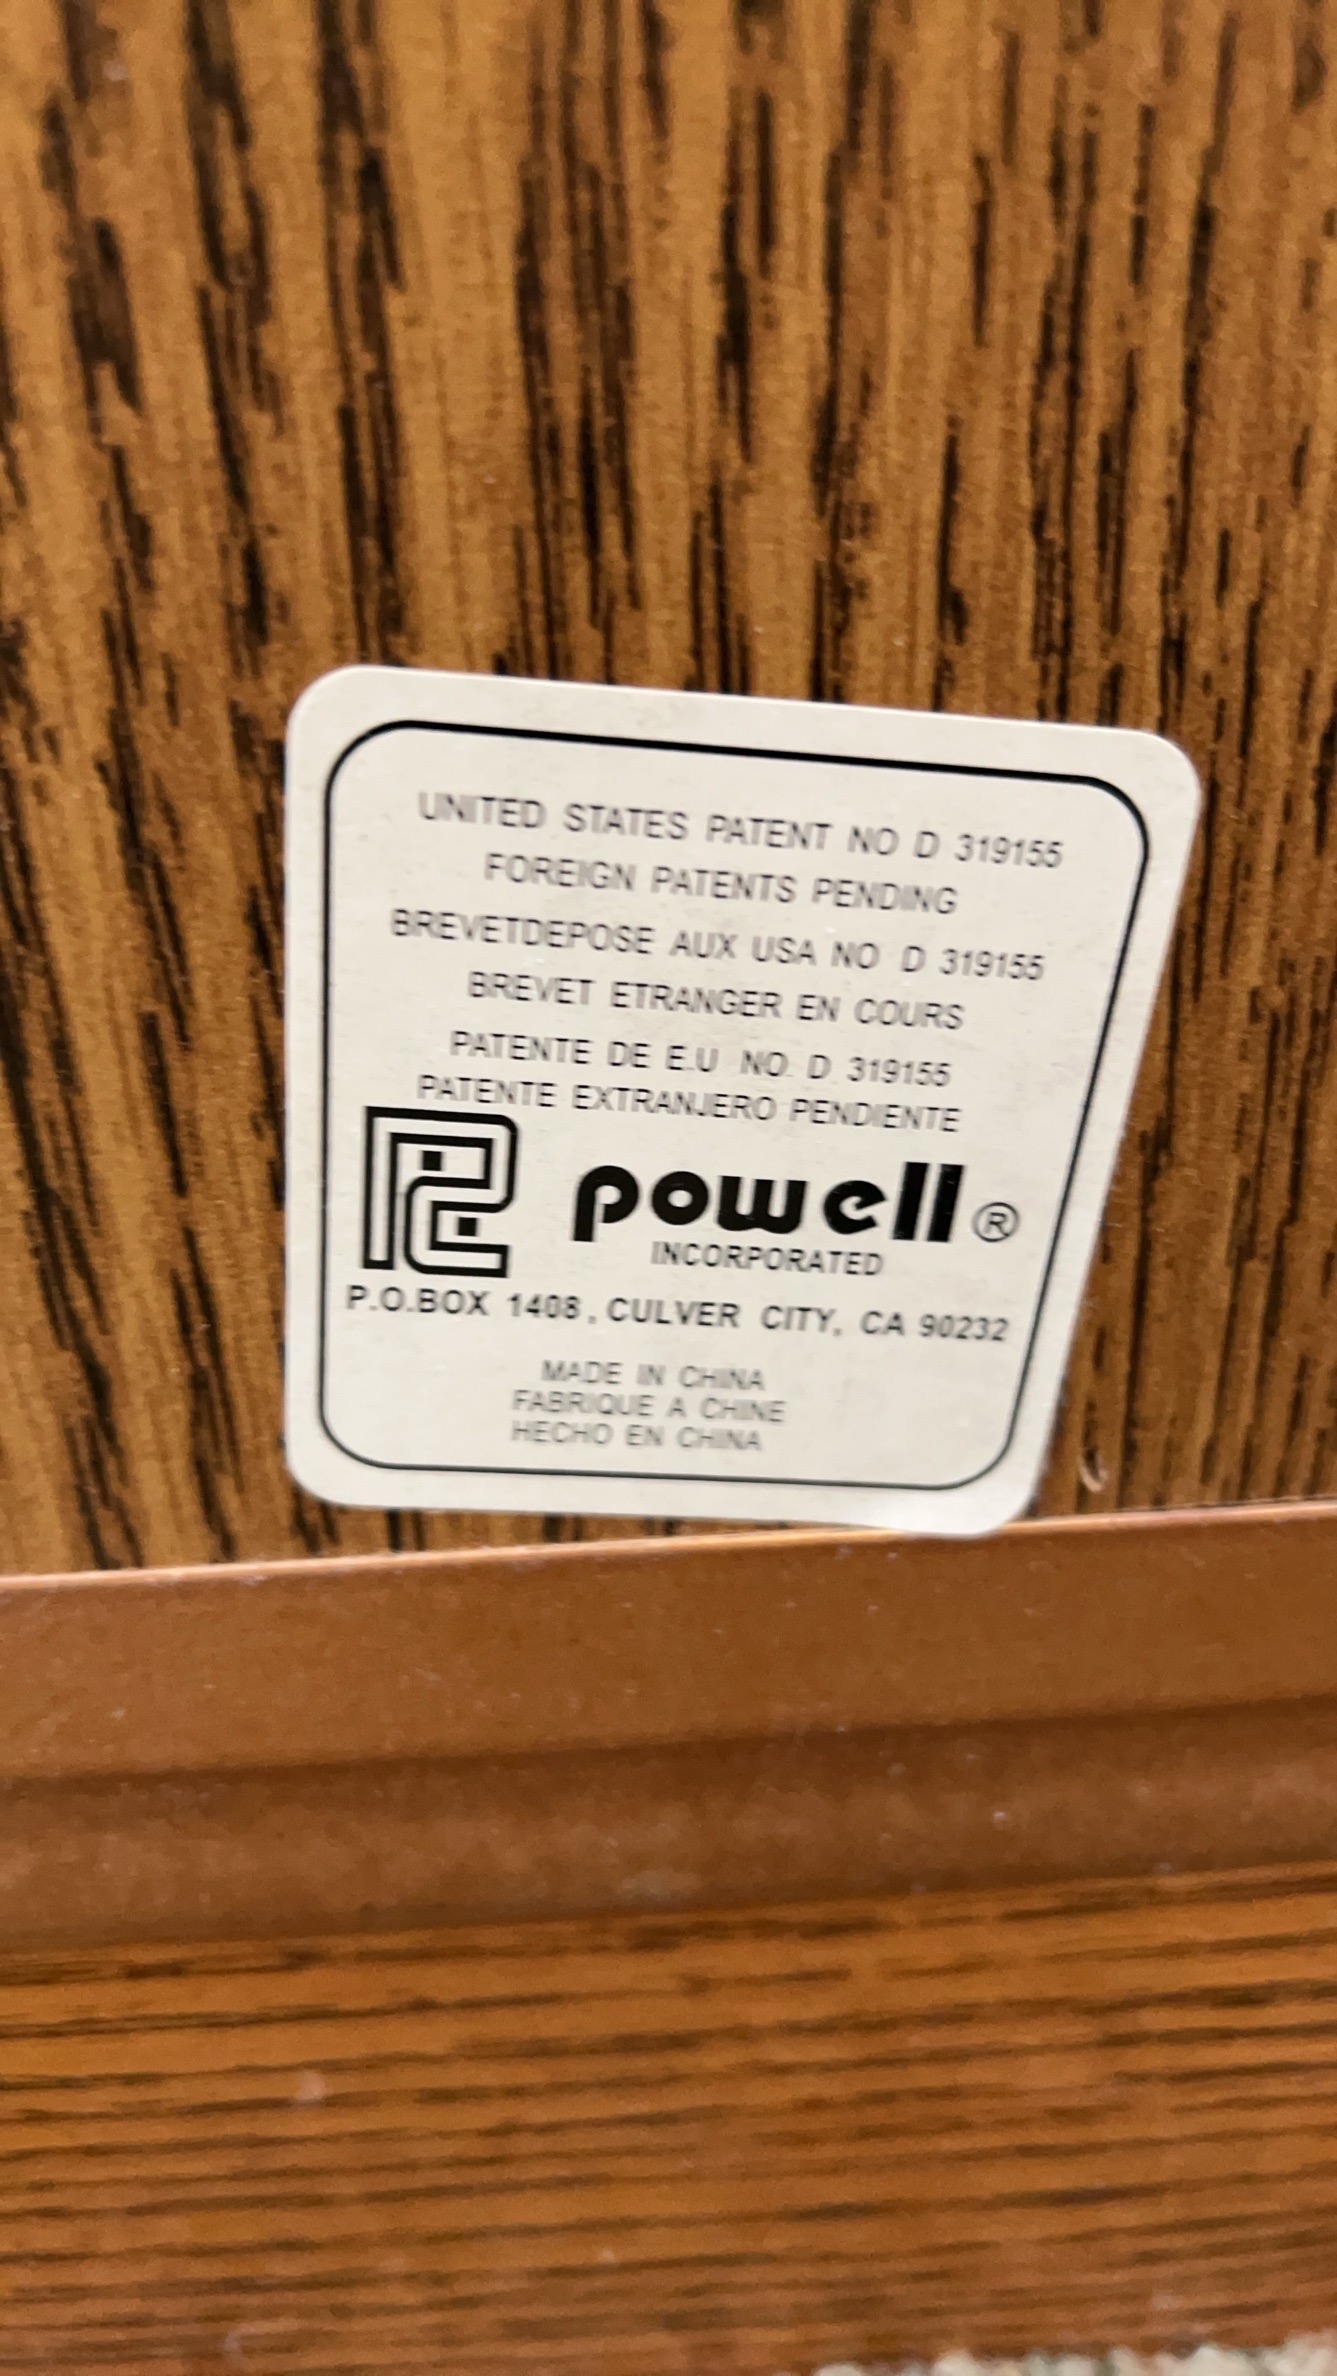 UNITED STATES PATENT NO D 319155
FOREIGN PATENTS PENDING
BREVETDEPOSE AUX USA NO D 319155
BREVET ETRANGER EN COURS
PATENTE DE E.U NO. D 319155
PATENTE EXTRANJERO PENDIENTE
powell ®
INCORPORATED
P.O.BOX 1408, CULVER CITY, CA 90232
MADE IN CHINA
FABRIQUE A CHINE
HECHO EN CHINA